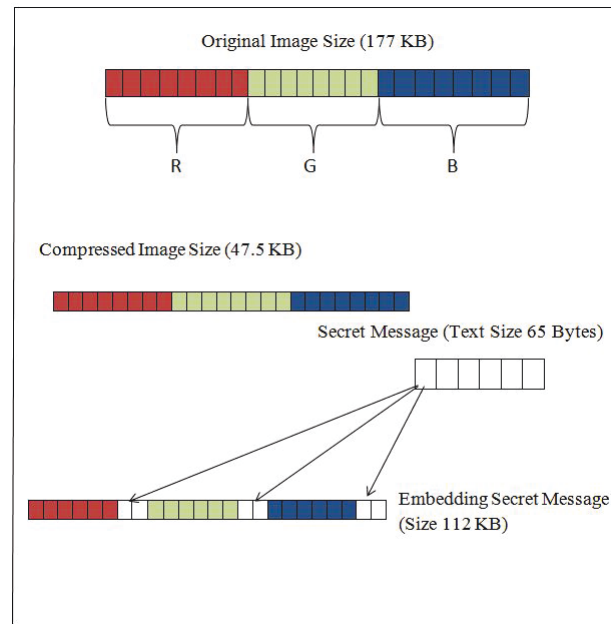 Original Image Size (177 KB)
R G B
Compressed Image Size (47.5 KB)
Secret Message (Text Size 65 Bytes)
Embedding Secret Message
(Size 112 KB)